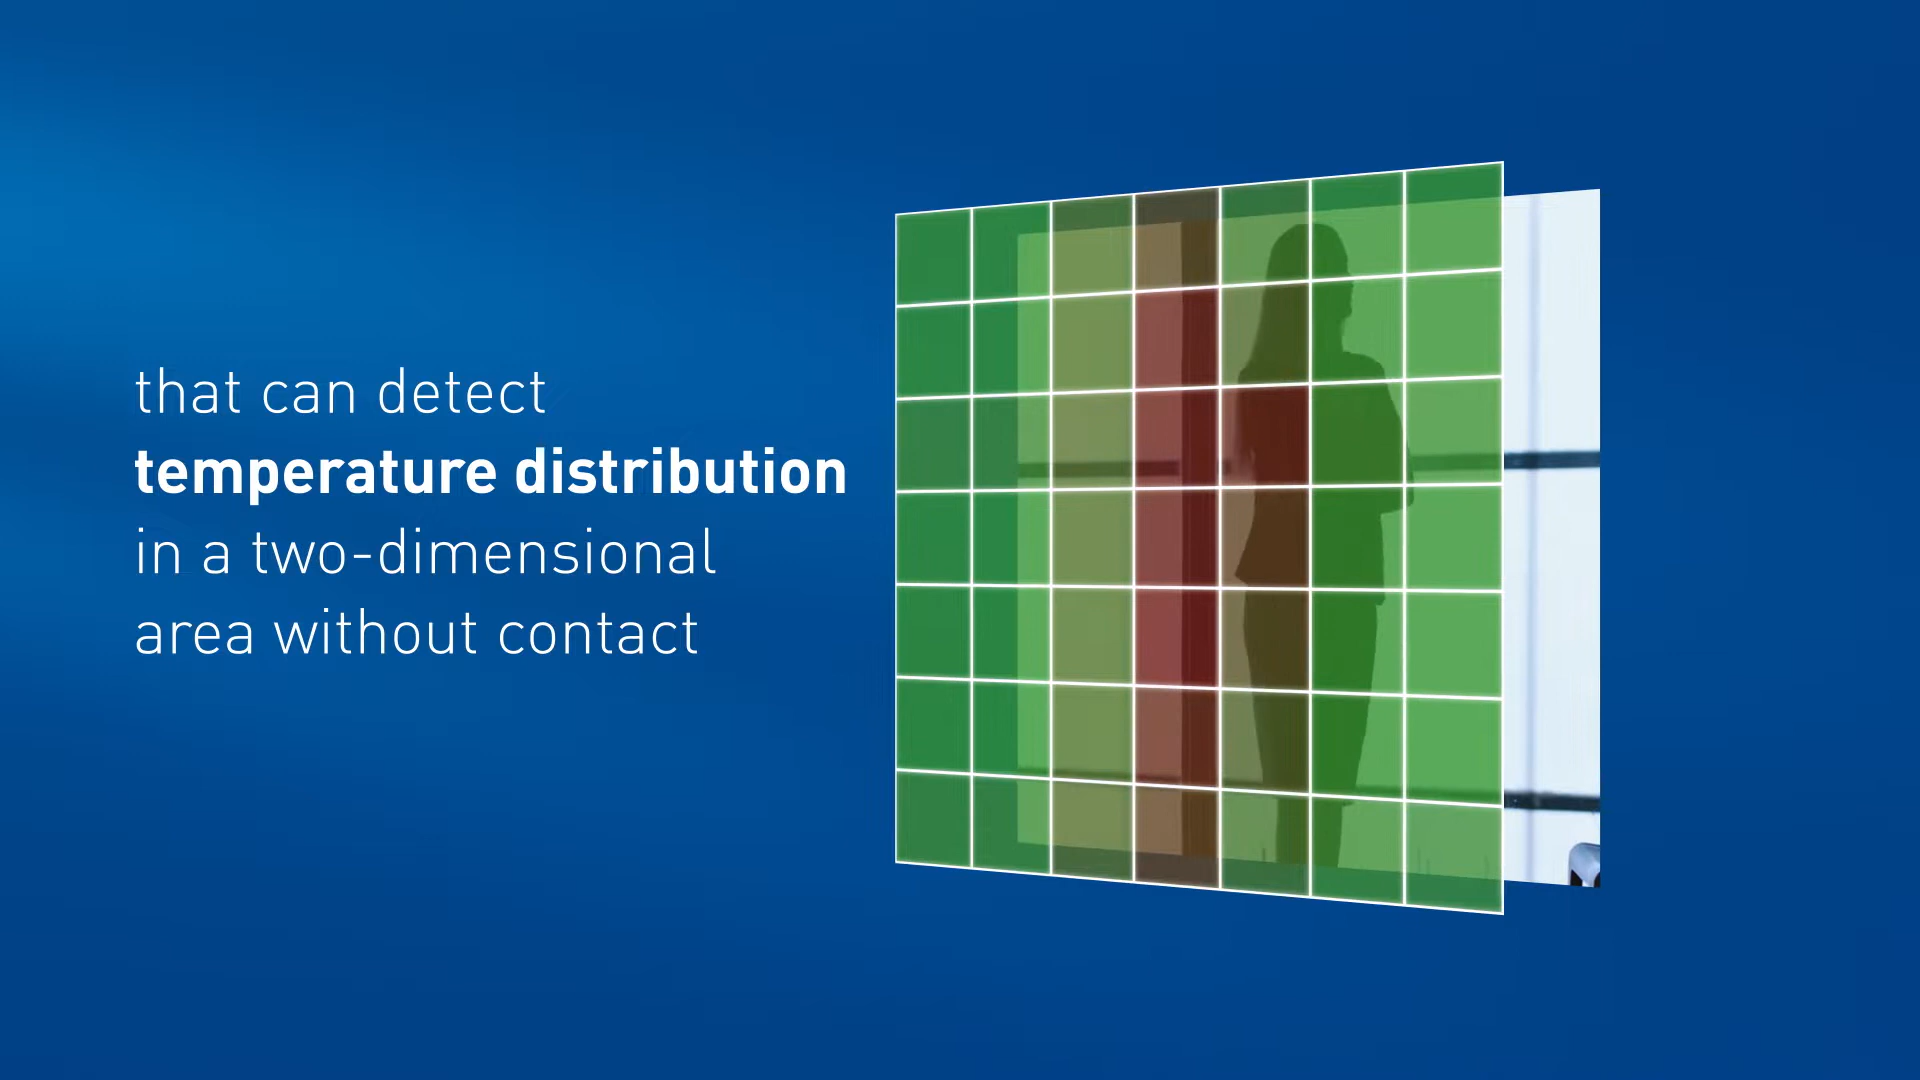 that can detect
temperature distribution
in a two-dimensional
area without contact